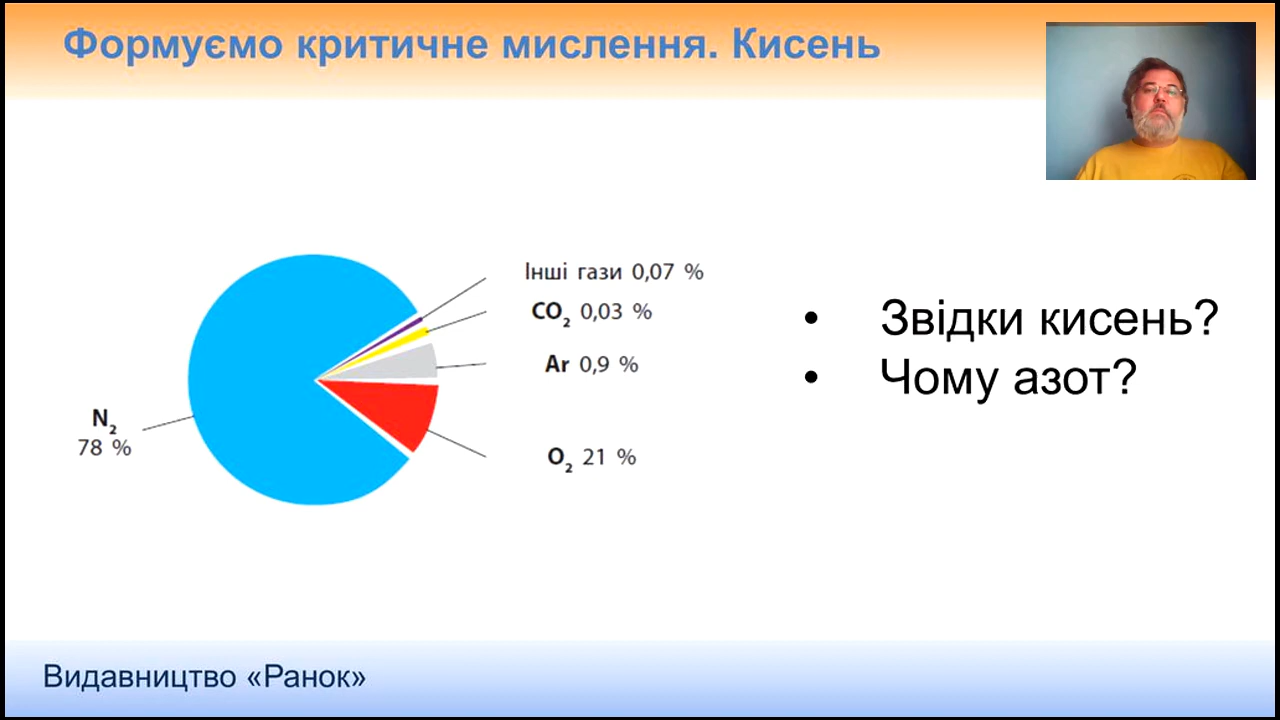 Формуємо критичне мислення. Кисень
Інші гази 0,07 %
CO₂ 0,03 %
Ar 0,9 %
N₂
78 %
O₂ 21 %
• Звідки кисень?
• Чому азот?
Видавництво «Ранок»